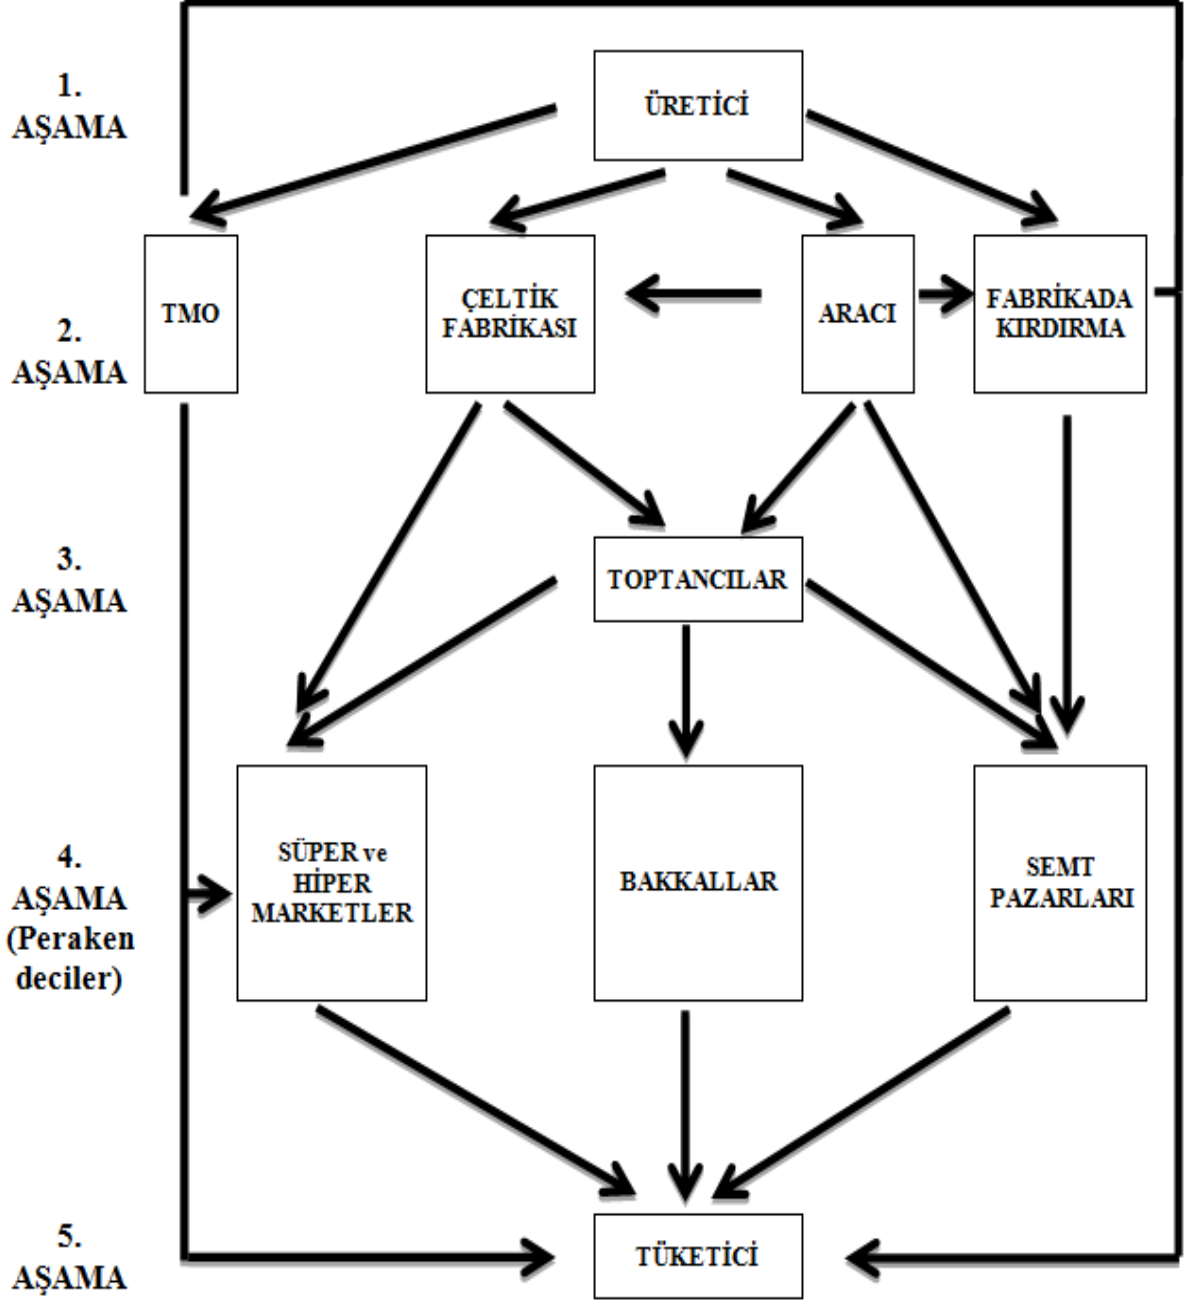 1.
AŞAMA
ÜRETİCİ
2.
AŞAMA
TMO
ÇELTİK
FABRİKASI
ARACI
FABRİKADA
KIRDIRMA
3.
AŞAMA
TOPTANCILAR
4.
AŞAMA
(Peraken
deciler)
SÜPER ve
HİPER
MARKETLER
BAKKALLAR
SEMT
PAZARLARI
5.
AŞAMA
TÜKETİCİ